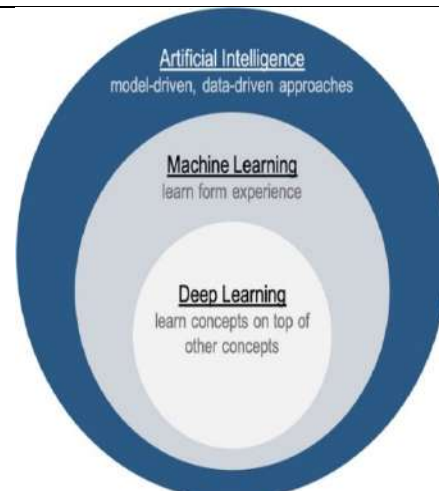 Artificial Intelligence
model-driven, data-driven approaches
Machine Learning
learn form experience
Deep Learning
learn concepts on top of
other concepts